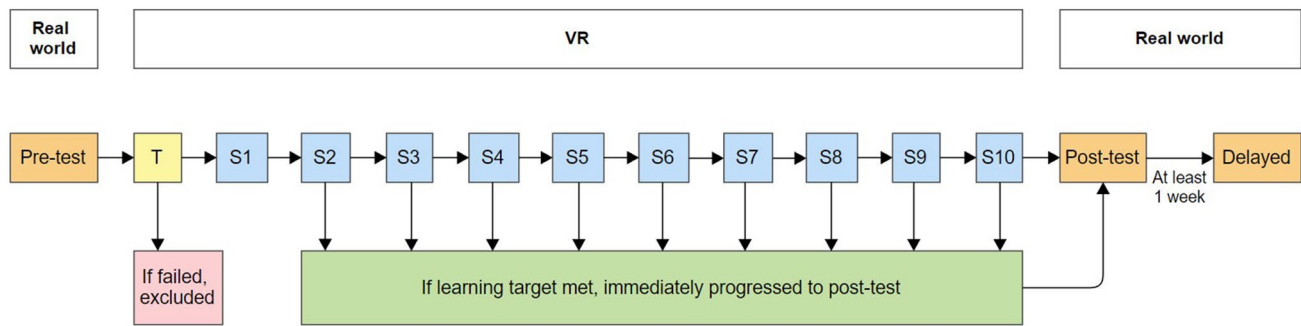 Real
world
VR
Real world
Pre-test
T
S1
S2
S3
S4
S5
S6
S7
S8
S9
S10
Post-test
At least
1 week
Delayed
If failed,
excluded
If learning target met, immediately progressed to post-test